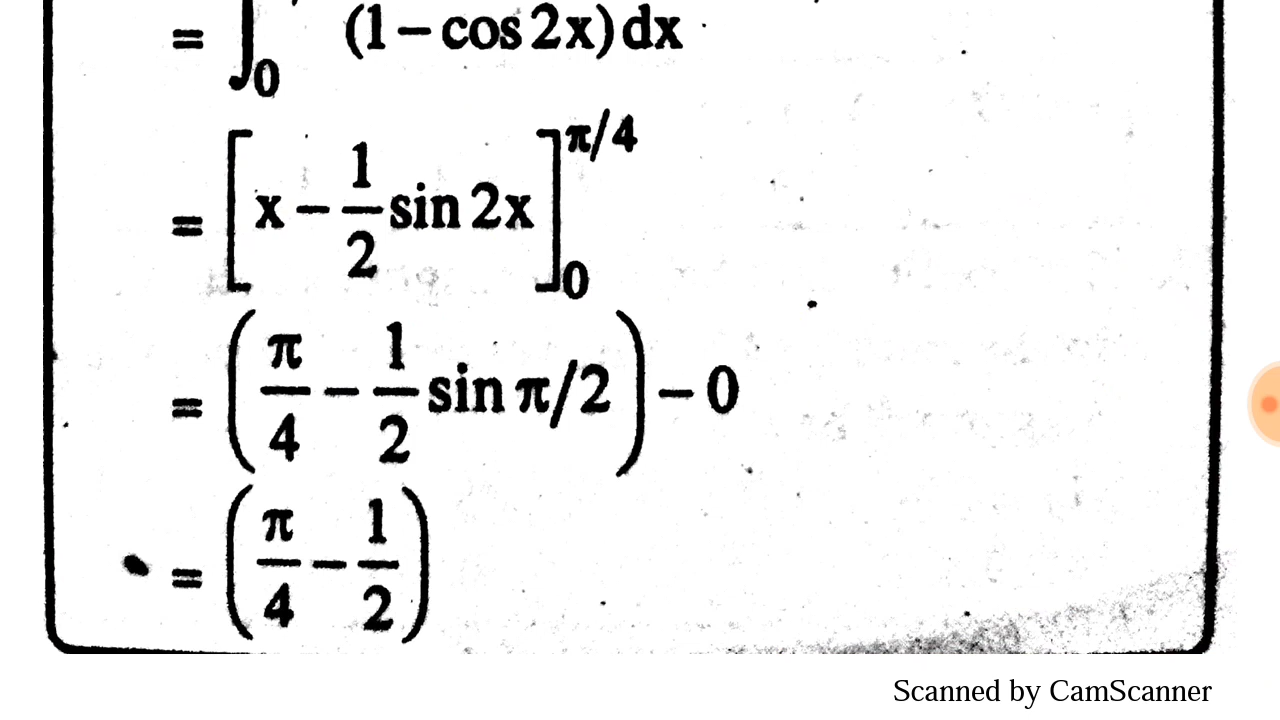 = ∫₀ (1 – cos 2x) dx
= [x – 1/2 sin 2x]₀^π/4
= (π/4 – 1/2 sin π/2) – 0
= (π/4 – 1/2)
Scanned by CamScanner